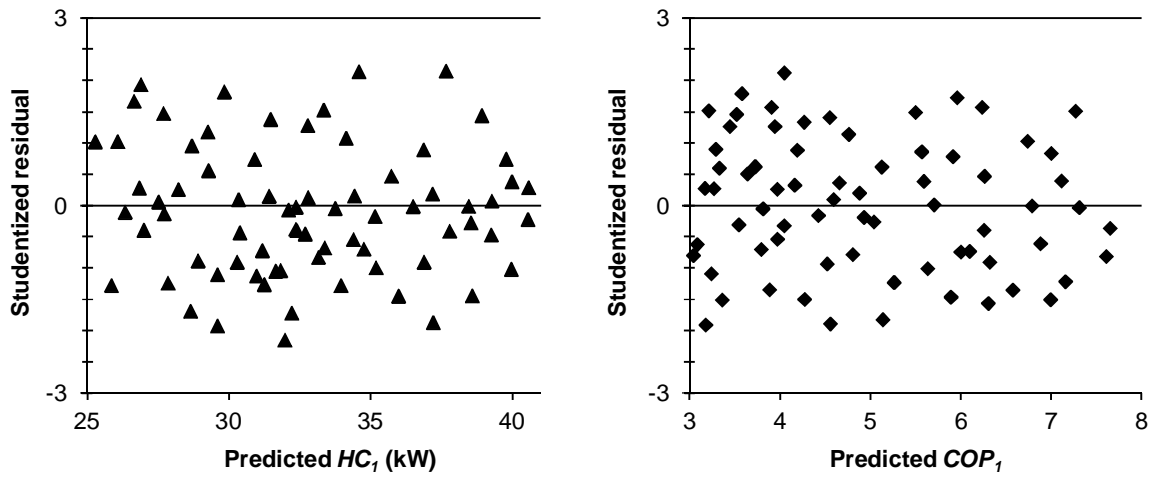 3
0
-3
Studentized residual
25 30 35 40
Predicted HC1 (kW)
3
0
-3
Studentized residual
3 4 5 6 7 8
Predicted COP1